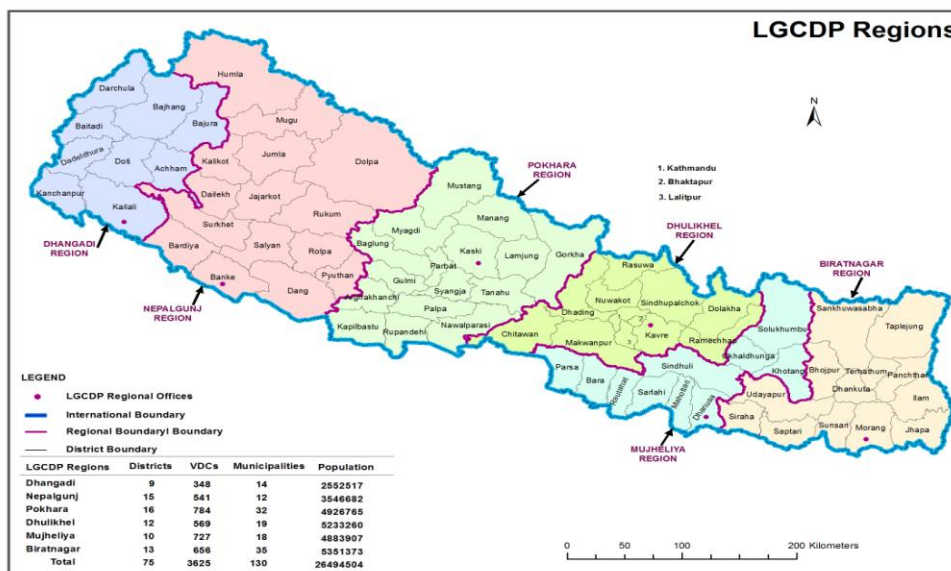 LGCDP Regions
N
Humla
Darchula
Bajhang
Mugu
Baitadi
Bajura
Jumla
Dolpa
Dadeldhura
Doti
Achham
Kalikot
Kanchanpur
Dailekh
Jajarkot
Kailali
Rukum
Surkhet
Salyan
Rolpa
Bardiya
Banke
Pyuthan
Dang
DHANGADI
REGION
NEPALGUNJ
REGION
POKHARA
REGION
Mustang
Manang
Myagdi
Baglung
Kaski
Lamjung
Gorkha
Parbat
Gulmi
Syangja
Tanahu
Arghakhanchi
Palpa
Kapilbastu
Rupandehi
Nawalparasi
1. Kathmandu
2. Bhaktapur
3. Lalitpur
DHULIKHEL
REGION
Rasuwa
Nuwakot
Sindhupalchok
Dhading
Dolakha
1
2
Kavre
3
Chitawan
Makwanpur
Ramechhap
BIRATNAGAR
REGION
Sankhuwasabha
Solukhumbu
Taplejung
Okhaldhunga
Khotang
Bhojpur
Terhathum
Panchthar
Dhankuta
Ilam
Parsa
Bara
Rautahat
Sarlahi
Mahottari
Dhanusa
Sindhuli
Udayapur
Siraha
Saptari
Sunsari
Morang
Jhapa
MUJHELIYA
REGION
LEGEND
LGCDP Regional Offices
International Boundary
Regional Boundaryl Boundary
District Boundary
LGCDP Regions Districts VDCs Municipalities Population
Dhangadi 9 348 14 2552517
Nepalgunj 15 541 12 3546682
Pokhara 16 784 32 4926765
Dhulikhel 12 569 19 5233260
Mujheliya 10 727 18 4883907
Biratnagar 13 656 35 5351373
Total 75 3625 130 26494504
0 50 100 200 Kilometers